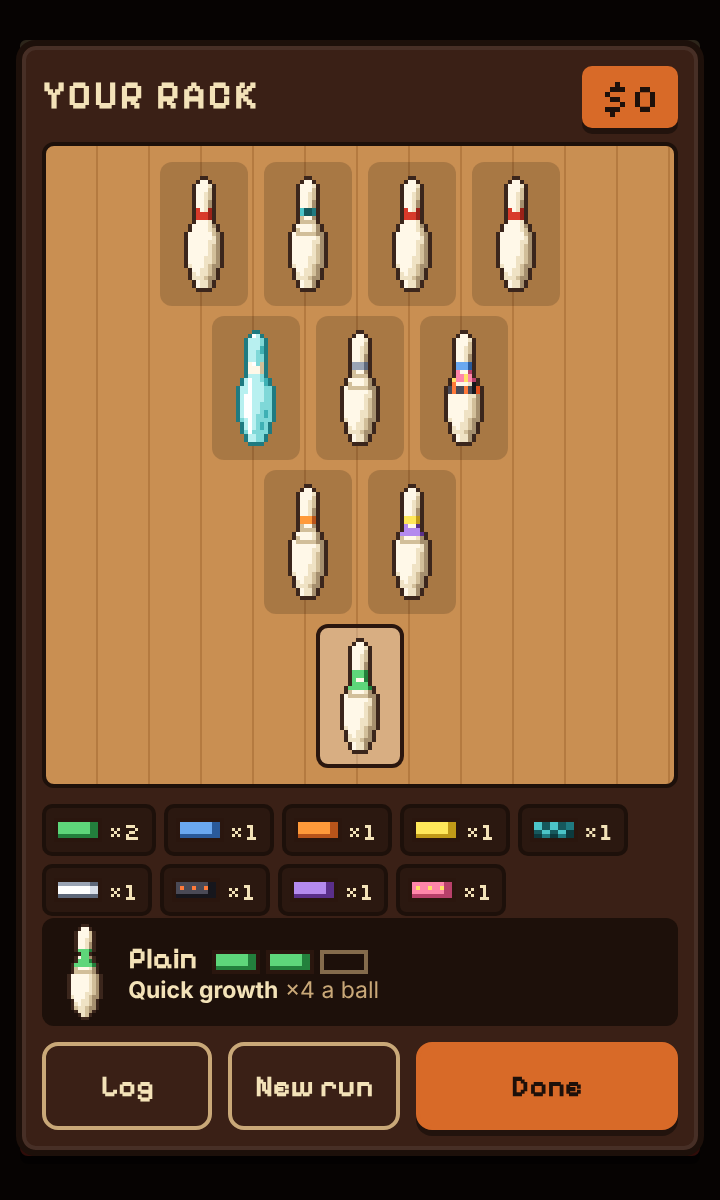 YOUR RACK
$0
×2 ×1 ×1 ×1 ×1
×1 ×1 ×1 ×1
Plain
Quick growth ×4 a ball
Log New run Done